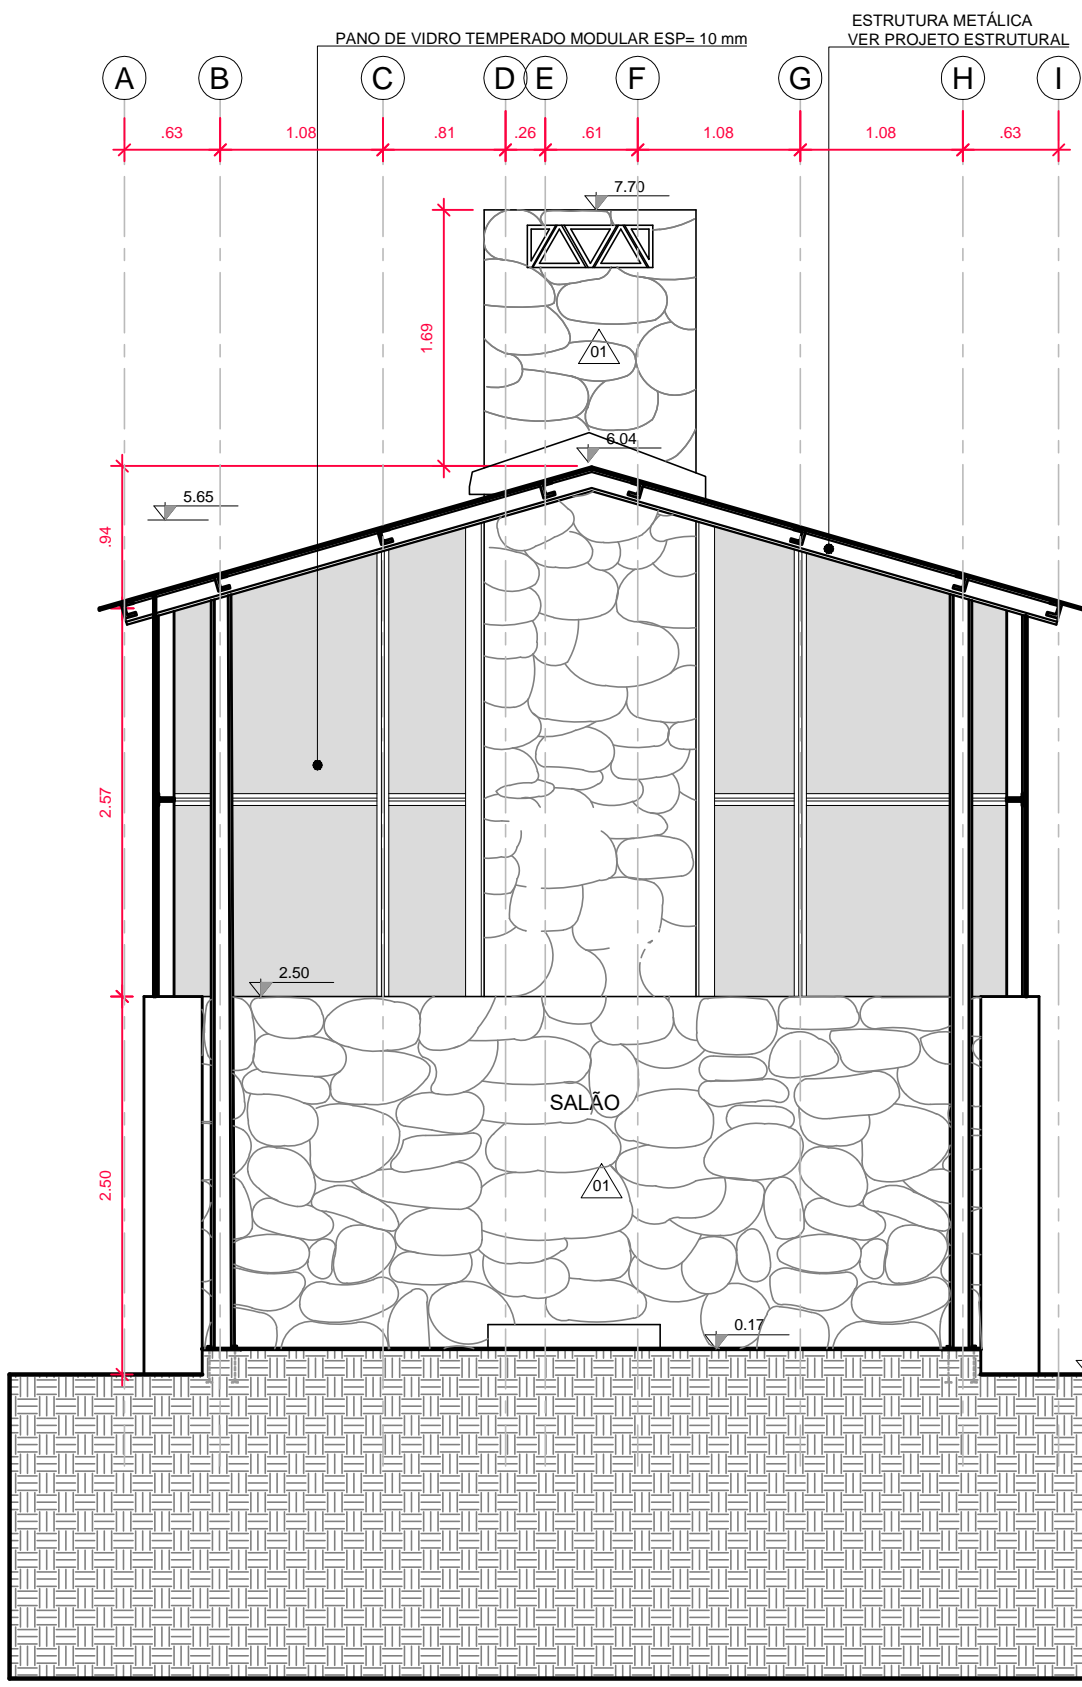 ESTRUTURA METÁLICA
PANO DE VIDRO TEMPERADO MODULAR ESP= 10 mm
VER PROJETO ESTRUTURAL
A B C D E F G H I
.63 1.08 .81 .26 .61 1.08 1.08 .63
7.70
1.69
01
6.04
5.65
.94
2.57
2.50
SALÃO
2.50
01
0.17